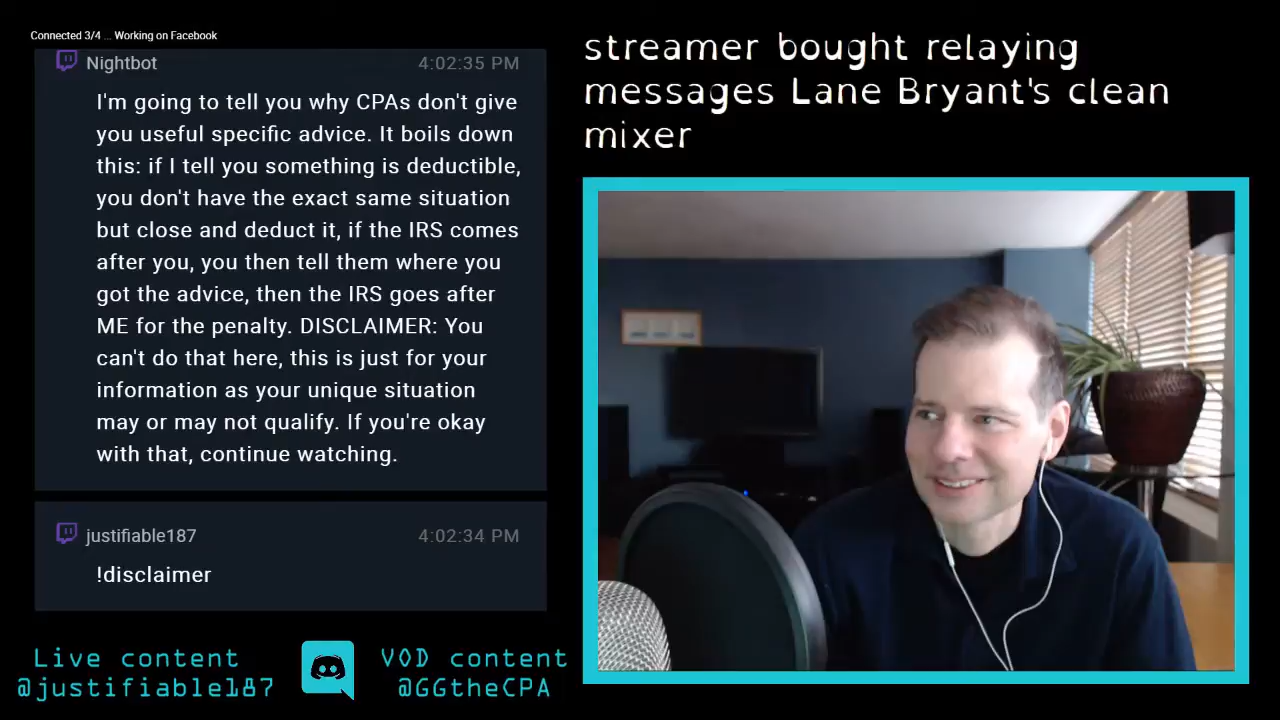 Connected 3/4 ... Working on Facebook
Nightbot 4:02:35 PM
I'm going to tell you why CPAs don't give
you useful specific advice. It boils down
this: if I tell you something is deductible,
you don't have the exact same situation
but close and deduct it, if the IRS comes
after you, you then tell them where you
got the advice, then the IRS goes after
ME for the penalty. DISCLAIMER: You
can't do that here, this is just for your
information as your unique situation
may or may not qualify. If you're okay
with that, continue watching.
justifiable187 4:02:34 PM
!disclaimer
Live content
@justifiable187
VOD content
@GGtheCPA
streamer bought relaying
messages Lane Bryant's clean
mixer